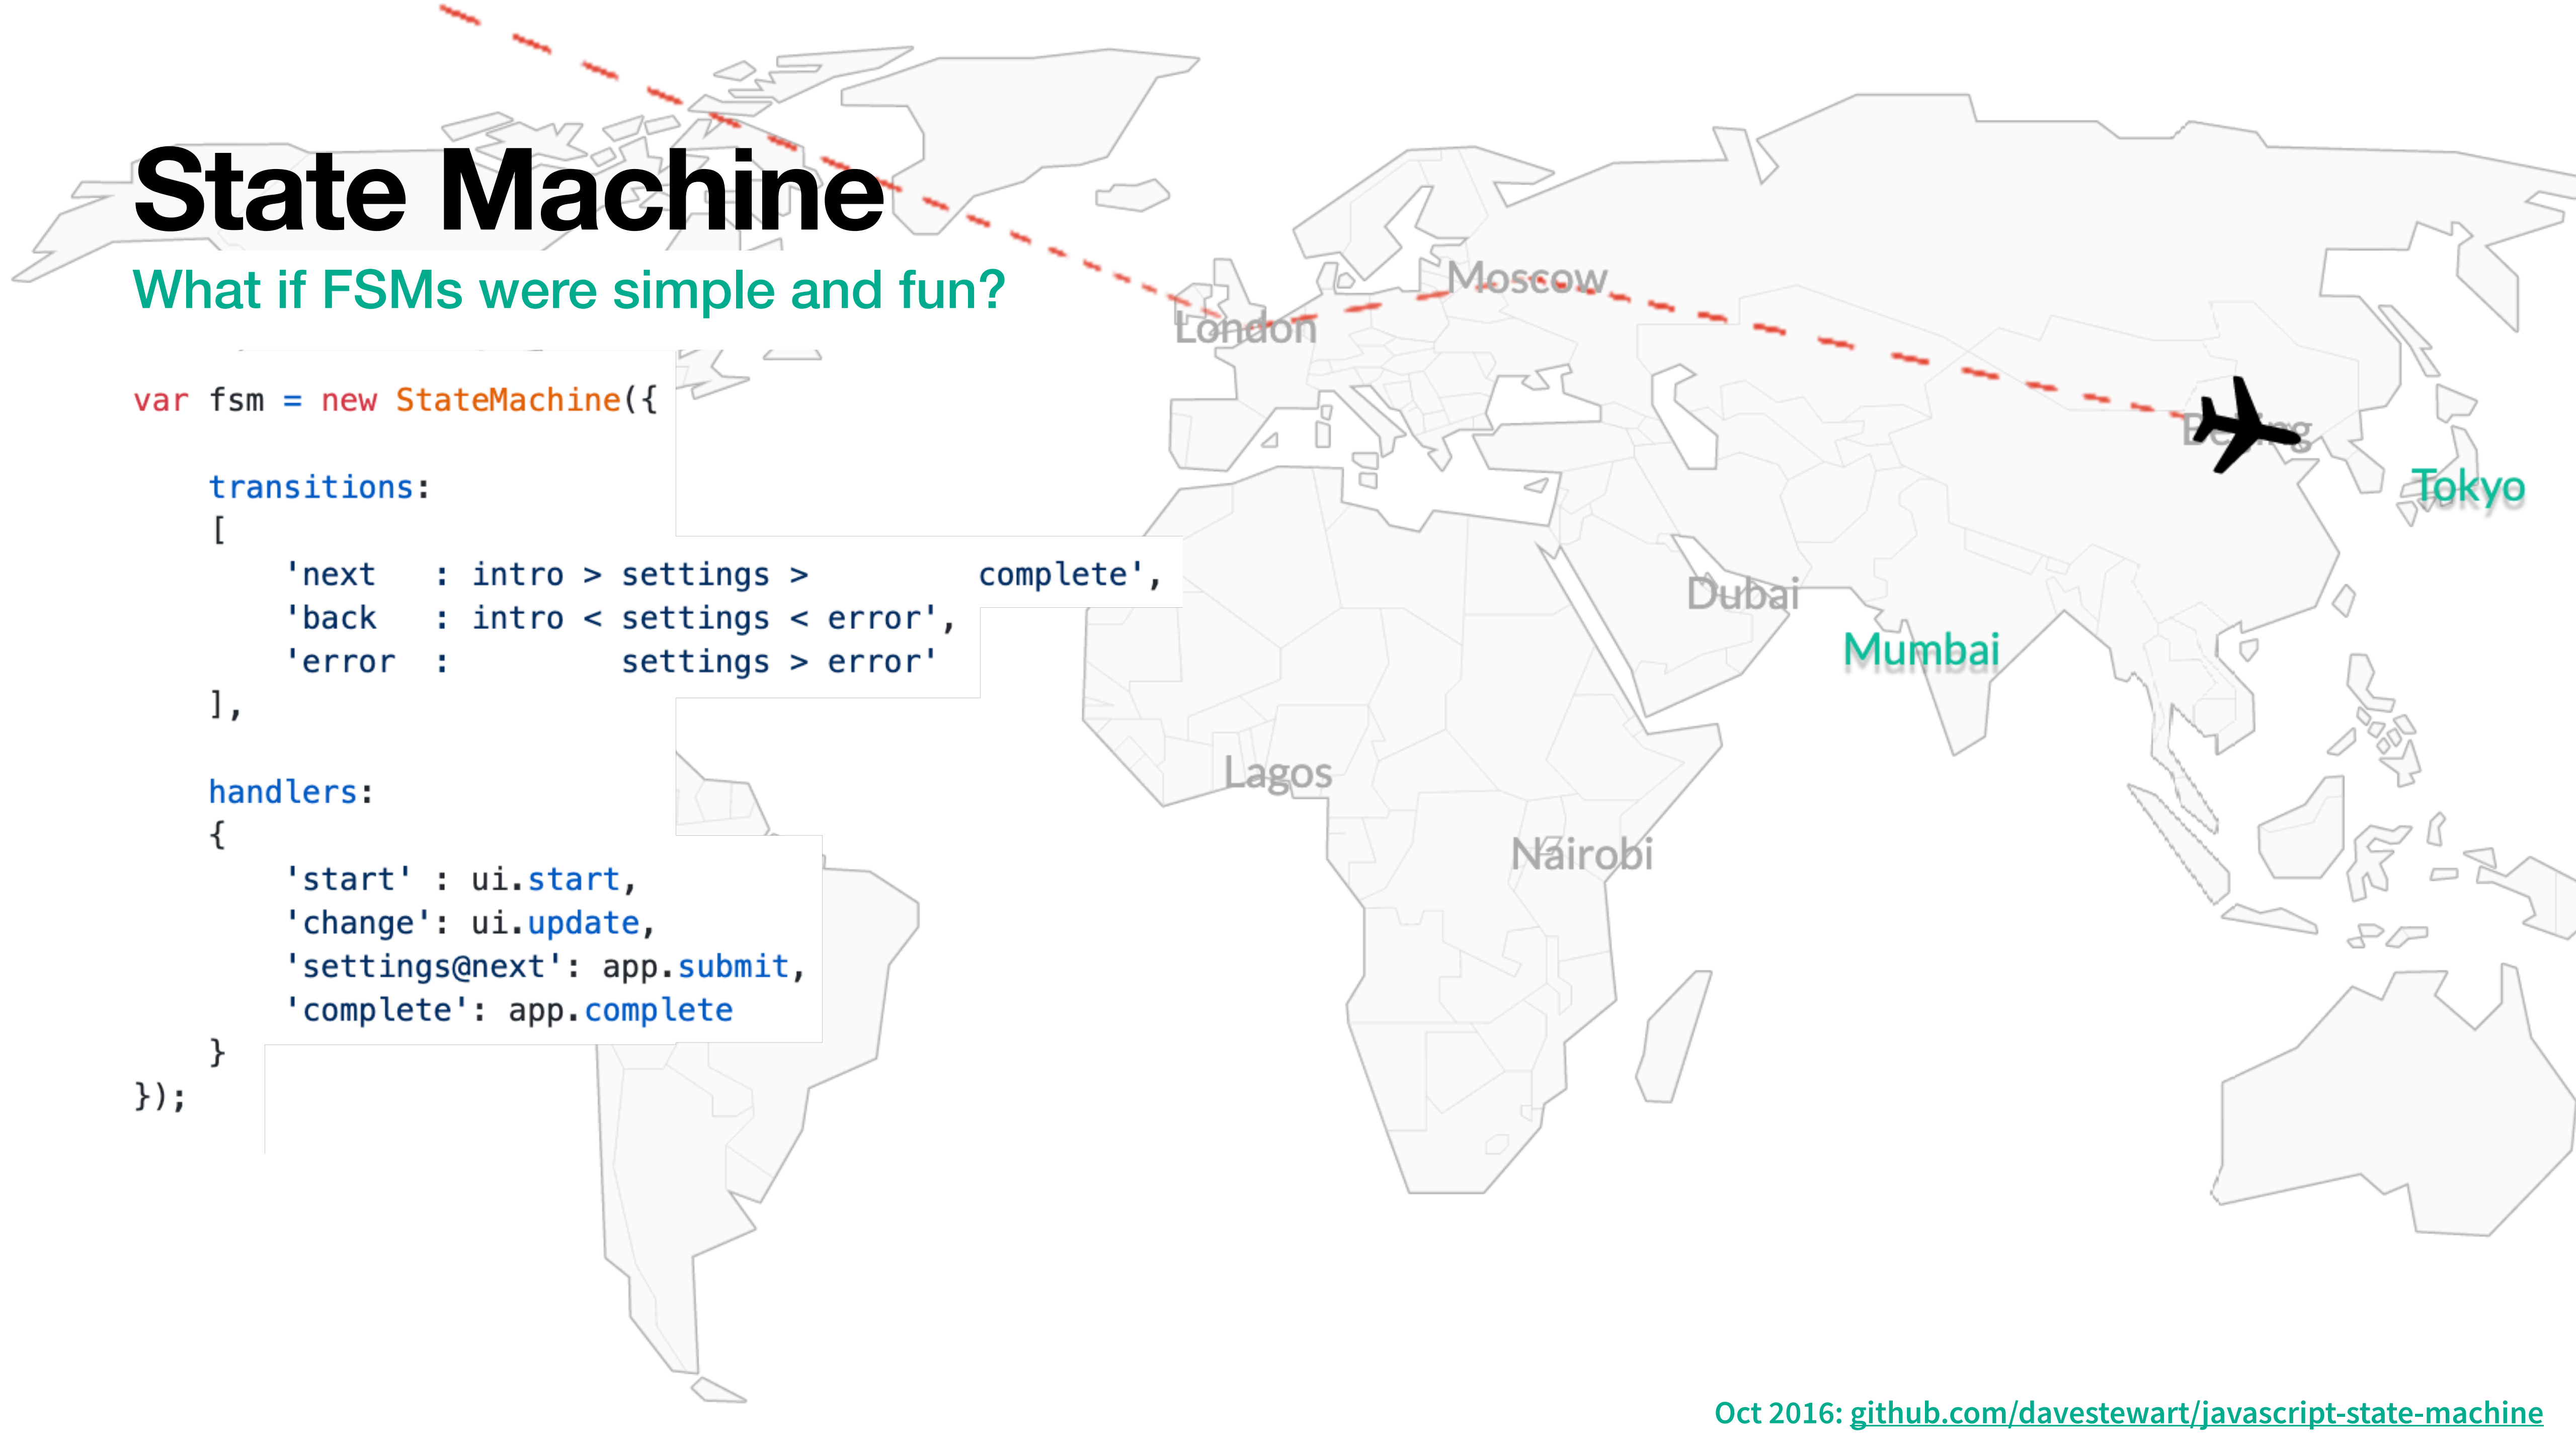 State Machine
What if FSMs were simple and fun?
var fsm = new StateMachine({
    transitions:
    [
        'next   : intro > settings >         complete',
        'back   : intro < settings < error',
        'error  :         settings > error'
    ],
    handlers:
    {
        'start' : ui.start,
        'change': ui.update,
        'settings@next': app.submit,
        'complete': app.complete
    }
});
Moscow
London
Tokyo
Dubai
Mumbai
Lagos
Nairobi
Oct 2016: github.com/davestewart/javascript-state-machine